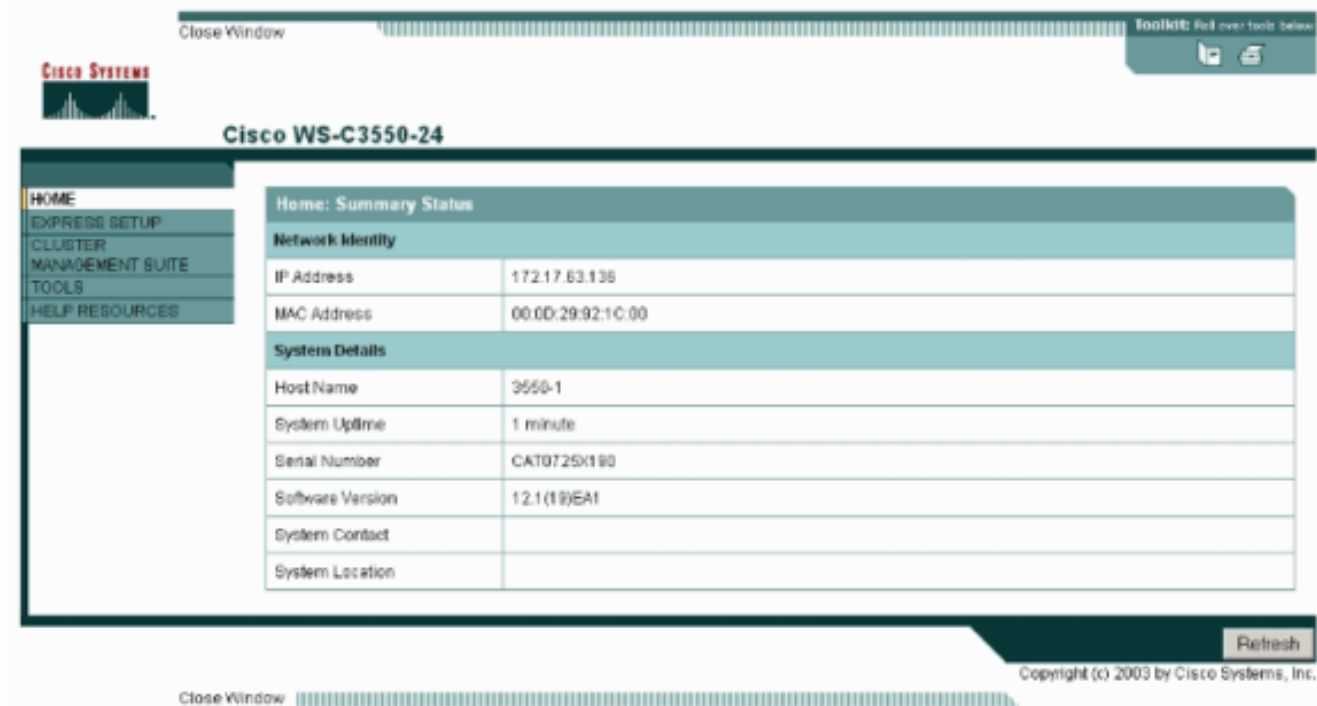 Close Window
Toolkit: Roll over tools below
CISCO SYSTEMS
Cisco WS-C3550-24
HOME
EXPRESS SETUP
CLUSTER
MANAGEMENT SUITE
TOOLS
HELP RESOURCES
Home: Summary Status
Network Identity
IP Address 172.17.63.136
MAC Address 00:0D:29:92:1C:00
System Details
Host Name 3550-1
System Uptime 1 minute
Serial Number CAT0725X190
Software Version 12.1(19)EA1
System Contact
System Location
Refresh
Copyright (c) 2003 by Cisco Systems, Inc.
Close Window